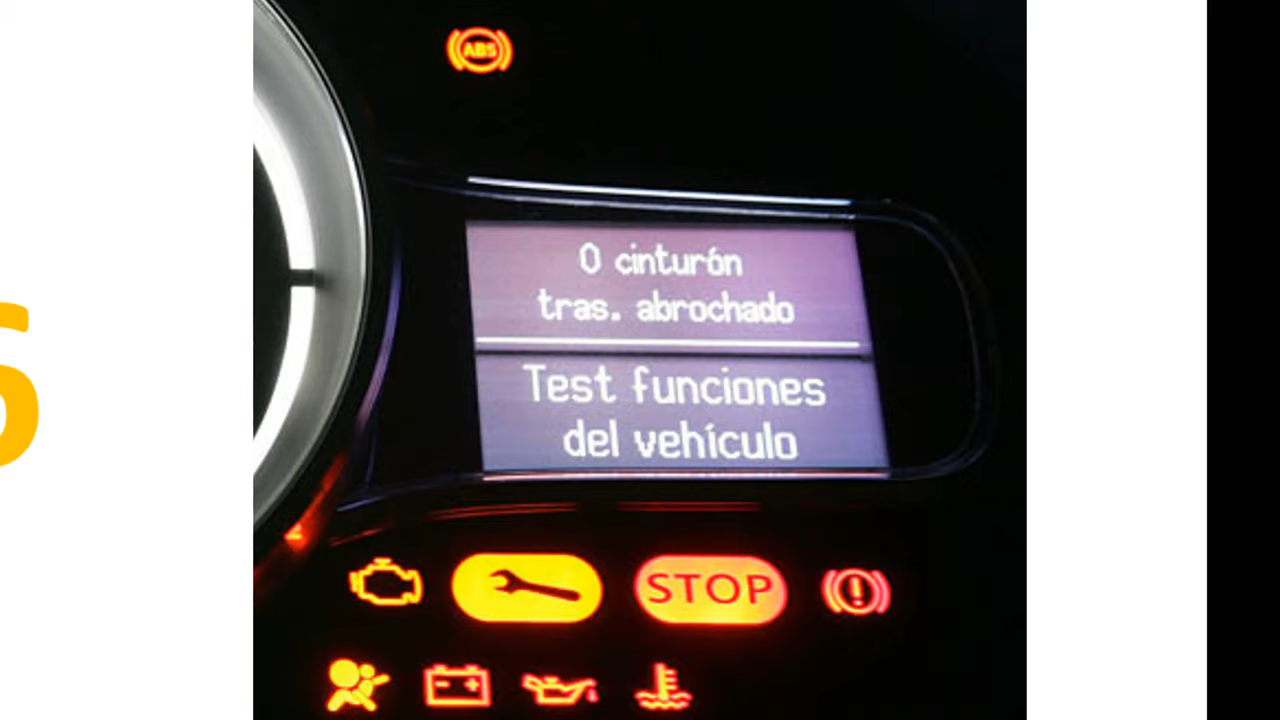 ABS
0 cinturón
tras. abrochado
Test funciones
del vehículo
STOP